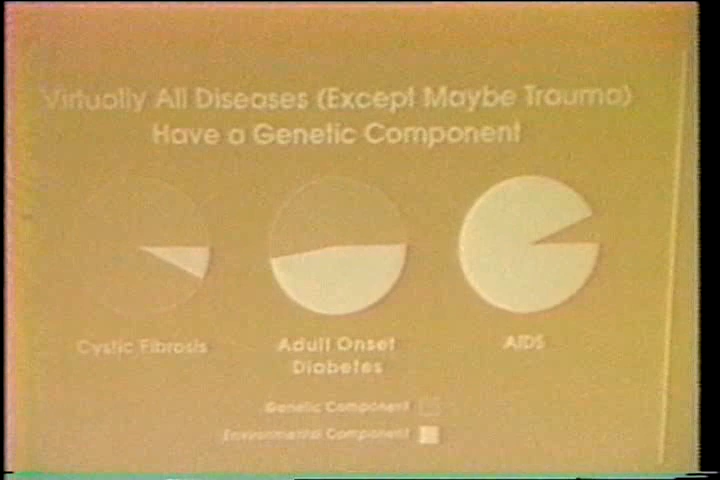 Virtually All Diseases (Except Maybe Trauma)
Have a Genetic Component
Cystic Fibrosis
Adult Onset
Diabetes
AIDS
Genetic Component
Environmental Component